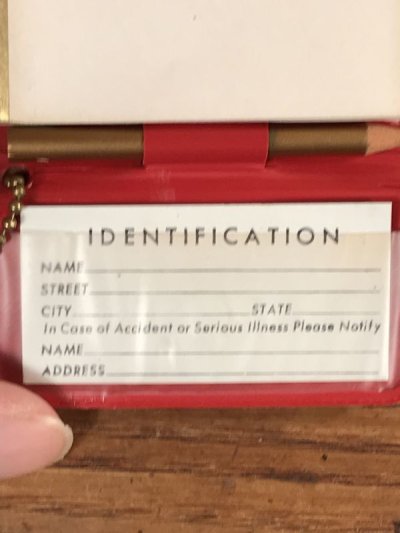 IDENTIFICATION
NAME
STREET
CITY STATE
In Case of Accident or Serious Illness Please Notify
NAME
ADDRESS